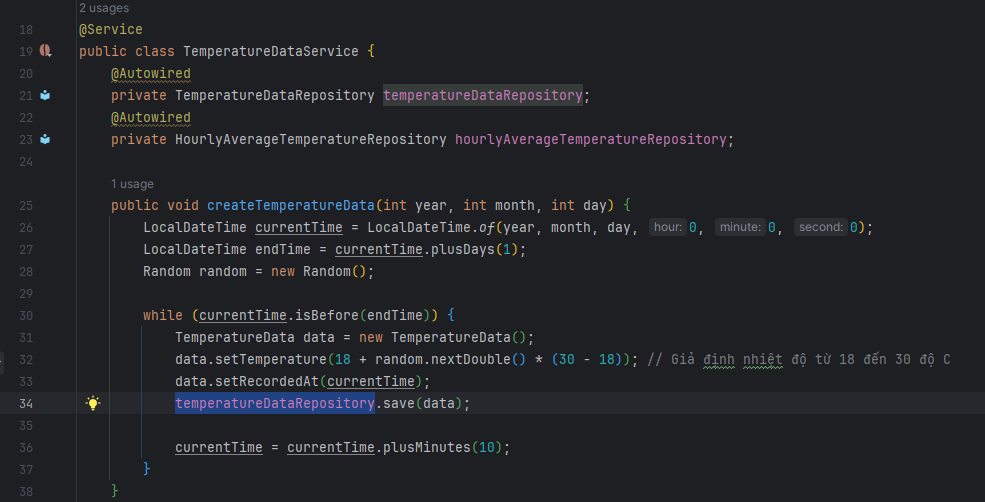 2 usages
18 @Service
19 public class TemperatureDataService {
20 @Autowired
21 private TemperatureDataRepository temperatureDataRepository;
22 @Autowired
23 private HourlyAverageTemperatureRepository hourlyAverageTemperatureRepository;
24
1 usage
25 public void createTemperatureData(int year, int month, int day) {
26 LocalDateTime currentTime = LocalDateTime.of(year, month, day, hour: 0, minute: 0, second: 0);
27 LocalDateTime endTime = currentTime.plusDays(1);
28 Random random = new Random();
29
30 while (currentTime.isBefore(endTime)) {
31 TemperatureData data = new TemperatureData();
32 data.setTemperature(18 + random.nextDouble() * (30 - 18)); // Giả định nhiệt độ từ 18 đến 30 độ C
33 data.setRecordedAt(currentTime);
34 temperatureDataRepository.save(data);
35
36 currentTime = currentTime.plusMinutes(10);
37 }
38 }